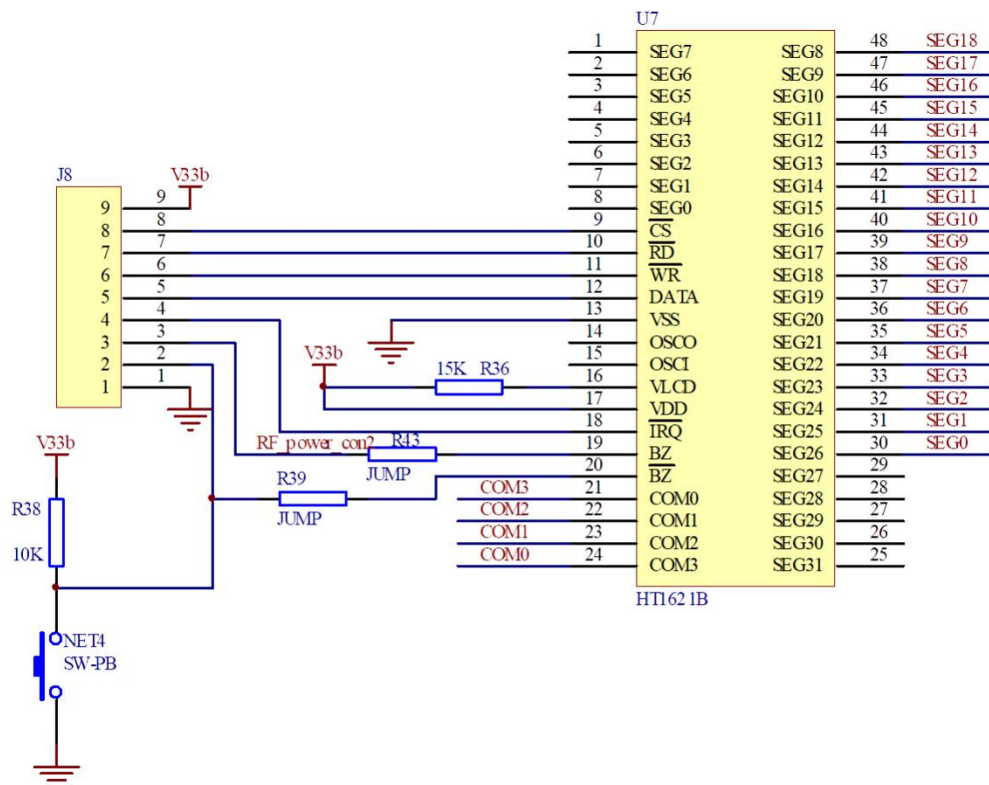 U7
1 SEG7 SEG8 48 SEG18
2 SEG6 SEG9 47 SEG17
3 SEG5 SEG10 46 SEG16
4 SEG4 SEG11 45 SEG15
5 SEG3 SEG12 44 SEG14
6 SEG2 SEG13 43 SEG13
7 SEG1 SEG14 42 SEG12
8 SEG0 SEG15 41 SEG11
9 CS SEG16 40 SEG10
10 RD SEG17 39 SEG9
11 WR SEG18 38 SEG8
12 DATA SEG19 37 SEG7
13 VSS SEG20 36 SEG6
14 OSCO SEG21 35 SEG5
15 OSCI SEG22 34 SEG4
16 VLCD SEG23 33 SEG3
17 VDD SEG24 32 SEG2
18 IRQ SEG25 31 SEG1
19 BZ SEG26 30 SEG0
20 BZ SEG27 29
COM3 21 COM0 SEG28 28
COM2 22 COM1 SEG29 27
COM1 23 COM2 SEG30 26
COM0 24 COM3 SEG31 25
HT1621B
J8
V33b
9 9
8 8
7 7
6 6
5 5
4 4
3 3
2 2
1 1
V33b
15K R36
RF_power_con2 R43
JUMP
R39
JUMP
V33b
R38
10K
NET4
SW-PB